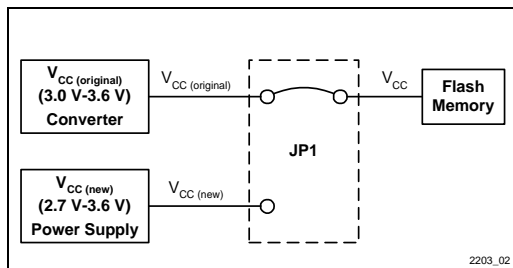 VCC (original)
(3.0 V-3.6 V)
Converter
VCC (original)
VCC
Flash
Memory
JP1
VCC (new)
(2.7 V-3.6 V)
Power Supply
VCC (new)
2203_02